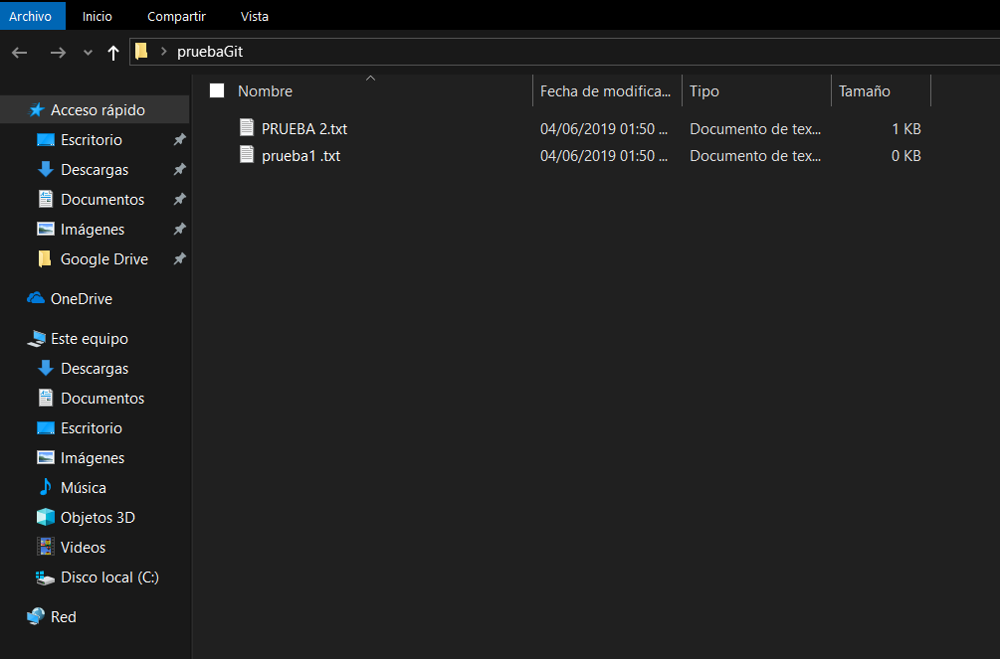 Archivo Inicio Compartir Vista
pruebaGit
Nombre Fecha de modifica... Tipo Tamaño
PRUEBA 2.txt 04/06/2019 01:50 ... Documento de tex... 1 KB
prueba1 .txt 04/06/2019 01:50 ... Documento de tex... 0 KB
Acceso rápido
Escritorio
Descargas
Documentos
Imágenes
Google Drive
OneDrive
Este equipo
Descargas
Documentos
Escritorio
Imágenes
Música
Objetos 3D
Videos
Disco local (C:)
Red